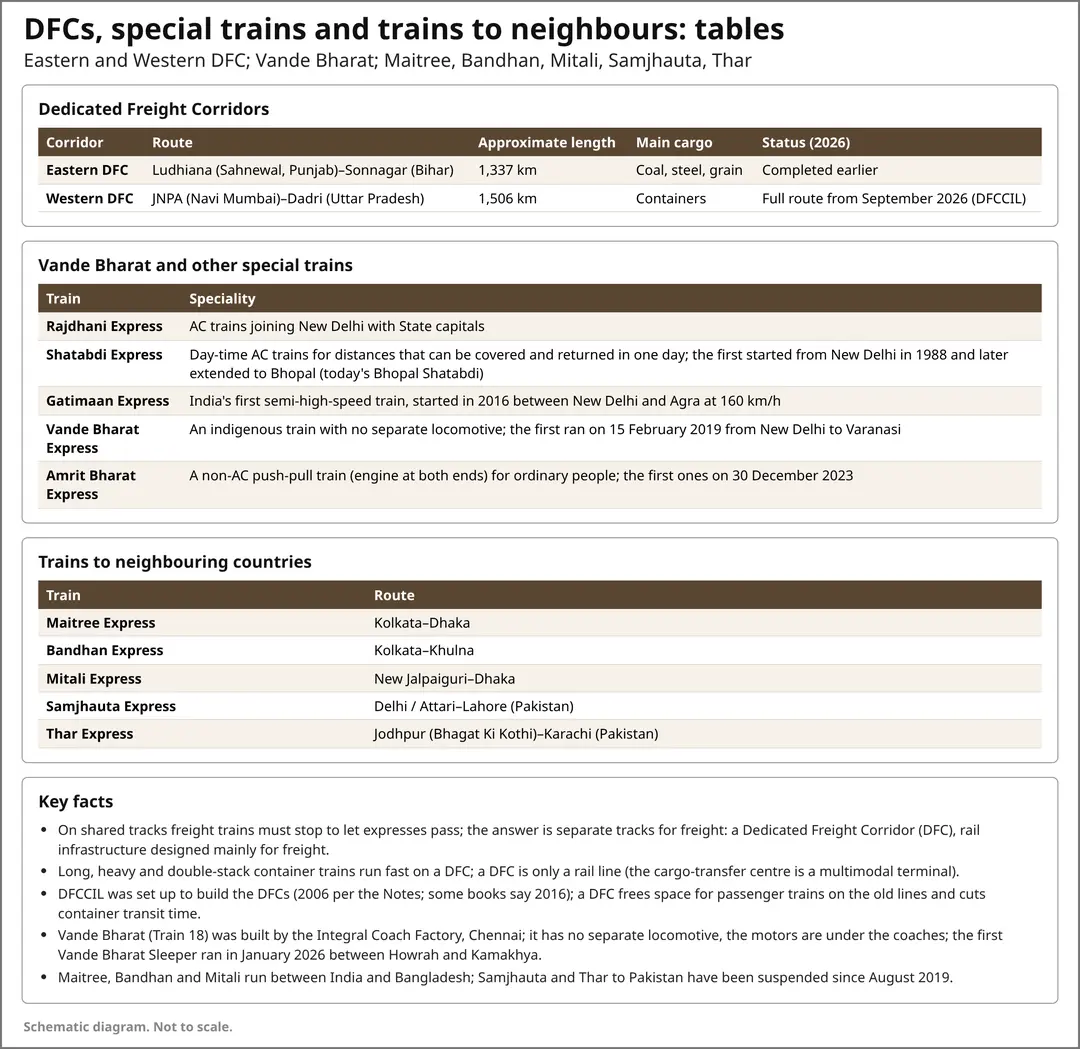 DFCs, special trains and trains to neighbours: tables
Eastern and Western DFC; Vande Bharat; Maitree, Bandhan, Mitali, Samjhauta, Thar
Dedicated Freight Corridors
Corridor Route Approximate length Main cargo Status (2026)
Eastern DFC Ludhiana (Sahnewal, Punjab)–Sonnagar (Bihar) 1,337 km Coal, steel, grain Completed earlier
Western DFC JNPA (Navi Mumbai)–Dadri (Uttar Pradesh) 1,506 km Containers Full route from September 2026 (DFCCIL)
Vande Bharat and other special trains
Train Speciality
Rajdhani Express AC trains joining New Delhi with State capitals
Shatabdi Express Day-time AC trains for distances that can be covered and returned in one day; the first started from New Delhi in 1988 and later
extended to Bhopal (today's Bhopal Shatabdi)
Gatimaan Express India's first semi-high-speed train, started in 2016 between New Delhi and Agra at 160 km/h
Vande Bharat An indigenous train with no separate locomotive; the first ran on 15 February 2019 from New Delhi to Varanasi
Express
Amrit Bharat A non-AC push-pull train (engine at both ends) for ordinary people; the first ones on 30 December 2023
Express
Trains to neighbouring countries
Train Route
Maitree Express Kolkata–Dhaka
Bandhan Express Kolkata–Khulna
Mitali Express New Jalpaiguri–Dhaka
Samjhauta Express Delhi / Attari–Lahore (Pakistan)
Thar Express Jodhpur (Bhagat Ki Kothi)–Karachi (Pakistan)
Key facts
• On shared tracks freight trains must stop to let expresses pass; the answer is separate tracks for freight: a Dedicated Freight Corridor (DFC), rail
infrastructure designed mainly for freight.
• Long, heavy and double-stack container trains run fast on a DFC; a DFC is only a rail line (the cargo-transfer centre is a multimodal terminal).
• DFCCIL was set up to build the DFCs (2006 per the Notes; some books say 2016); a DFC frees space for passenger trains on the old lines and cuts
container transit time.
• Vande Bharat (Train 18) was built by the Integral Coach Factory, Chennai; it has no separate locomotive, the motors are under the coaches; the first
Vande Bharat Sleeper ran in January 2026 between Howrah and Kamakhya.
• Maitree, Bandhan and Mitali run between India and Bangladesh; Samjhauta and Thar to Pakistan have been suspended since August 2019.
Schematic diagram. Not to scale.